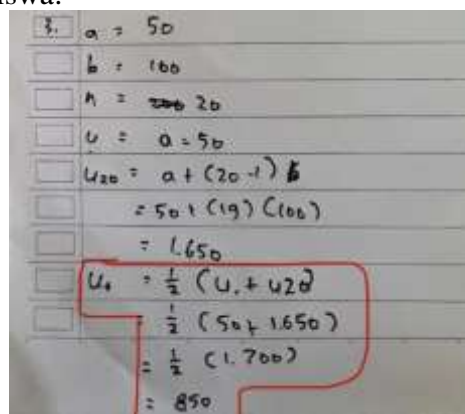 iswa.
3. a = 50
b = 100
n = 20
U = a = 50
U20 = a + (20-1) b
= 50 + (19) (100)
= 1.650
U. = 1/2 (U. + U20)
= 1/2 (50 + 1.650)
= 1/2 (1.700)
= 850